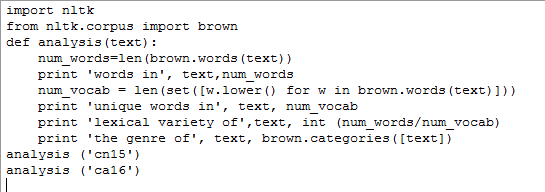 import nltk
from nltk.corpus import brown
def analysis(text):
    num_words=len(brown.words(text))
    print 'words in', text,num_words
    num_vocab = len(set([w.lower() for w in brown.words(text)]))
    print 'unique words in', text, num_vocab
    print 'lexical variety of',text, int (num_words/num_vocab)
    print 'the genre of', text, brown.categories([text])
analysis ('cn15')
analysis ('ca16')